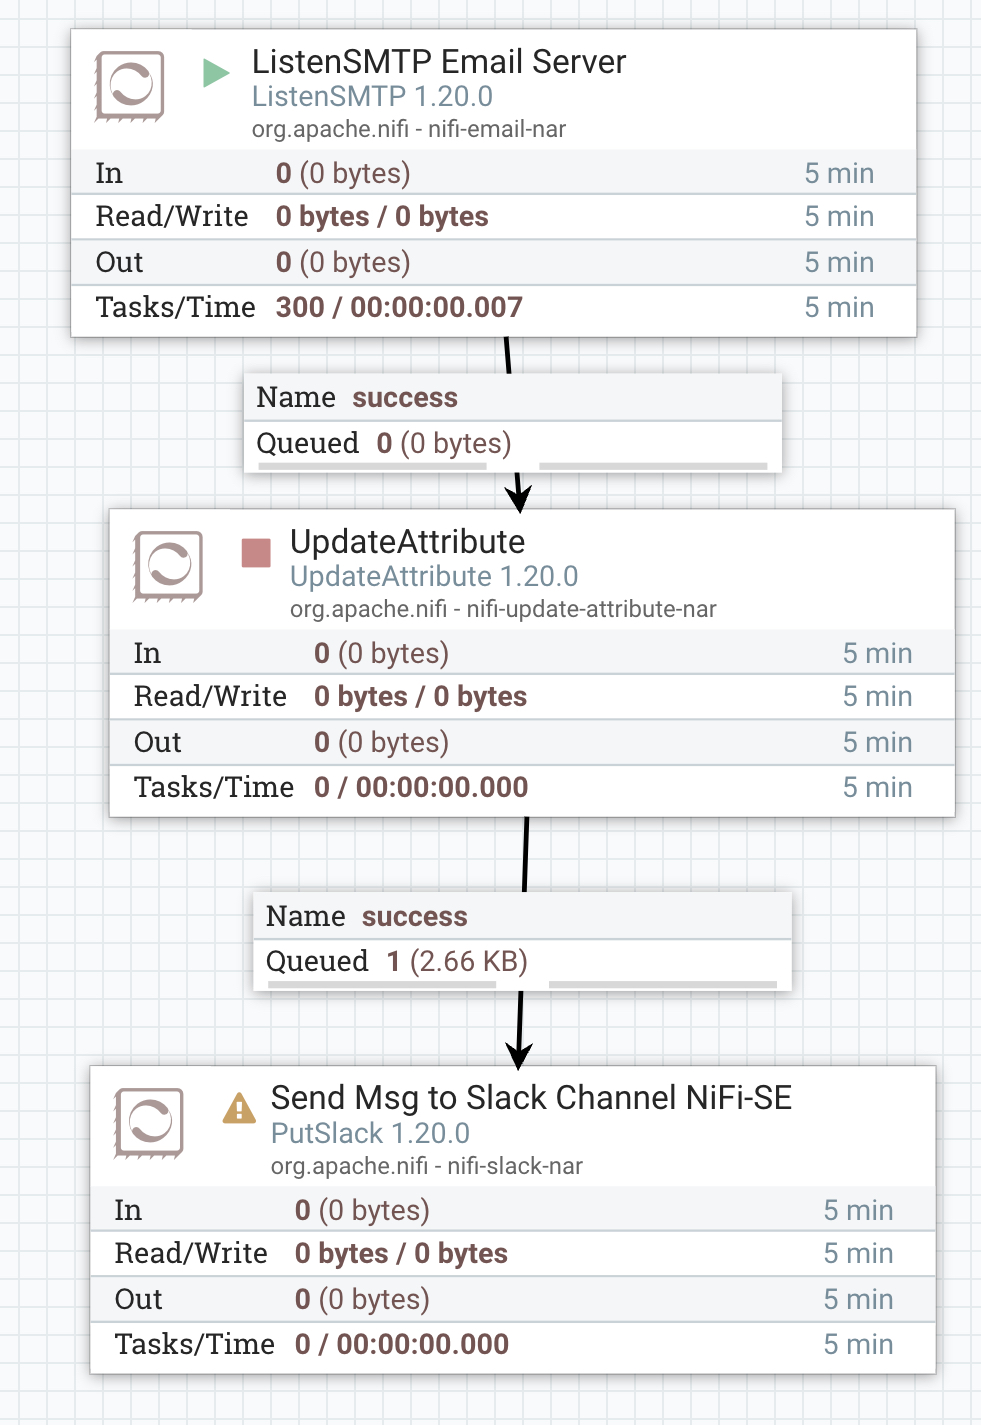 ListenSMTP Email Server
ListenSMTP 1.20.0
org.apache.nifi - nifi-email-nar
In 0 (0 bytes) 5 min
Read/Write 0 bytes / 0 bytes 5 min
Out 0 (0 bytes) 5 min
Tasks/Time 300 / 00:00:00.007 5 min
Name success
Queued 0 (0 bytes)
UpdateAttribute
UpdateAttribute 1.20.0
org.apache.nifi - nifi-update-attribute-nar
In 0 (0 bytes) 5 min
Read/Write 0 bytes / 0 bytes 5 min
Out 0 (0 bytes) 5 min
Tasks/Time 0 / 00:00:00.000 5 min
Name success
Queued 1 (2.66 KB)
Send Msg to Slack Channel NiFi-SE
PutSlack 1.20.0
org.apache.nifi - nifi-slack-nar
In 0 (0 bytes) 5 min
Read/Write 0 bytes / 0 bytes 5 min
Out 0 (0 bytes) 5 min
Tasks/Time 0 / 00:00:00.000 5 min